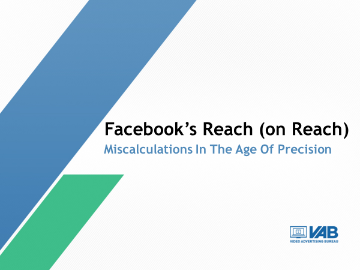 Facebook's Reach (on Reach)
Miscalculations In The Age Of Precision
VAB
VIDEO ADVERTISING BUREAU